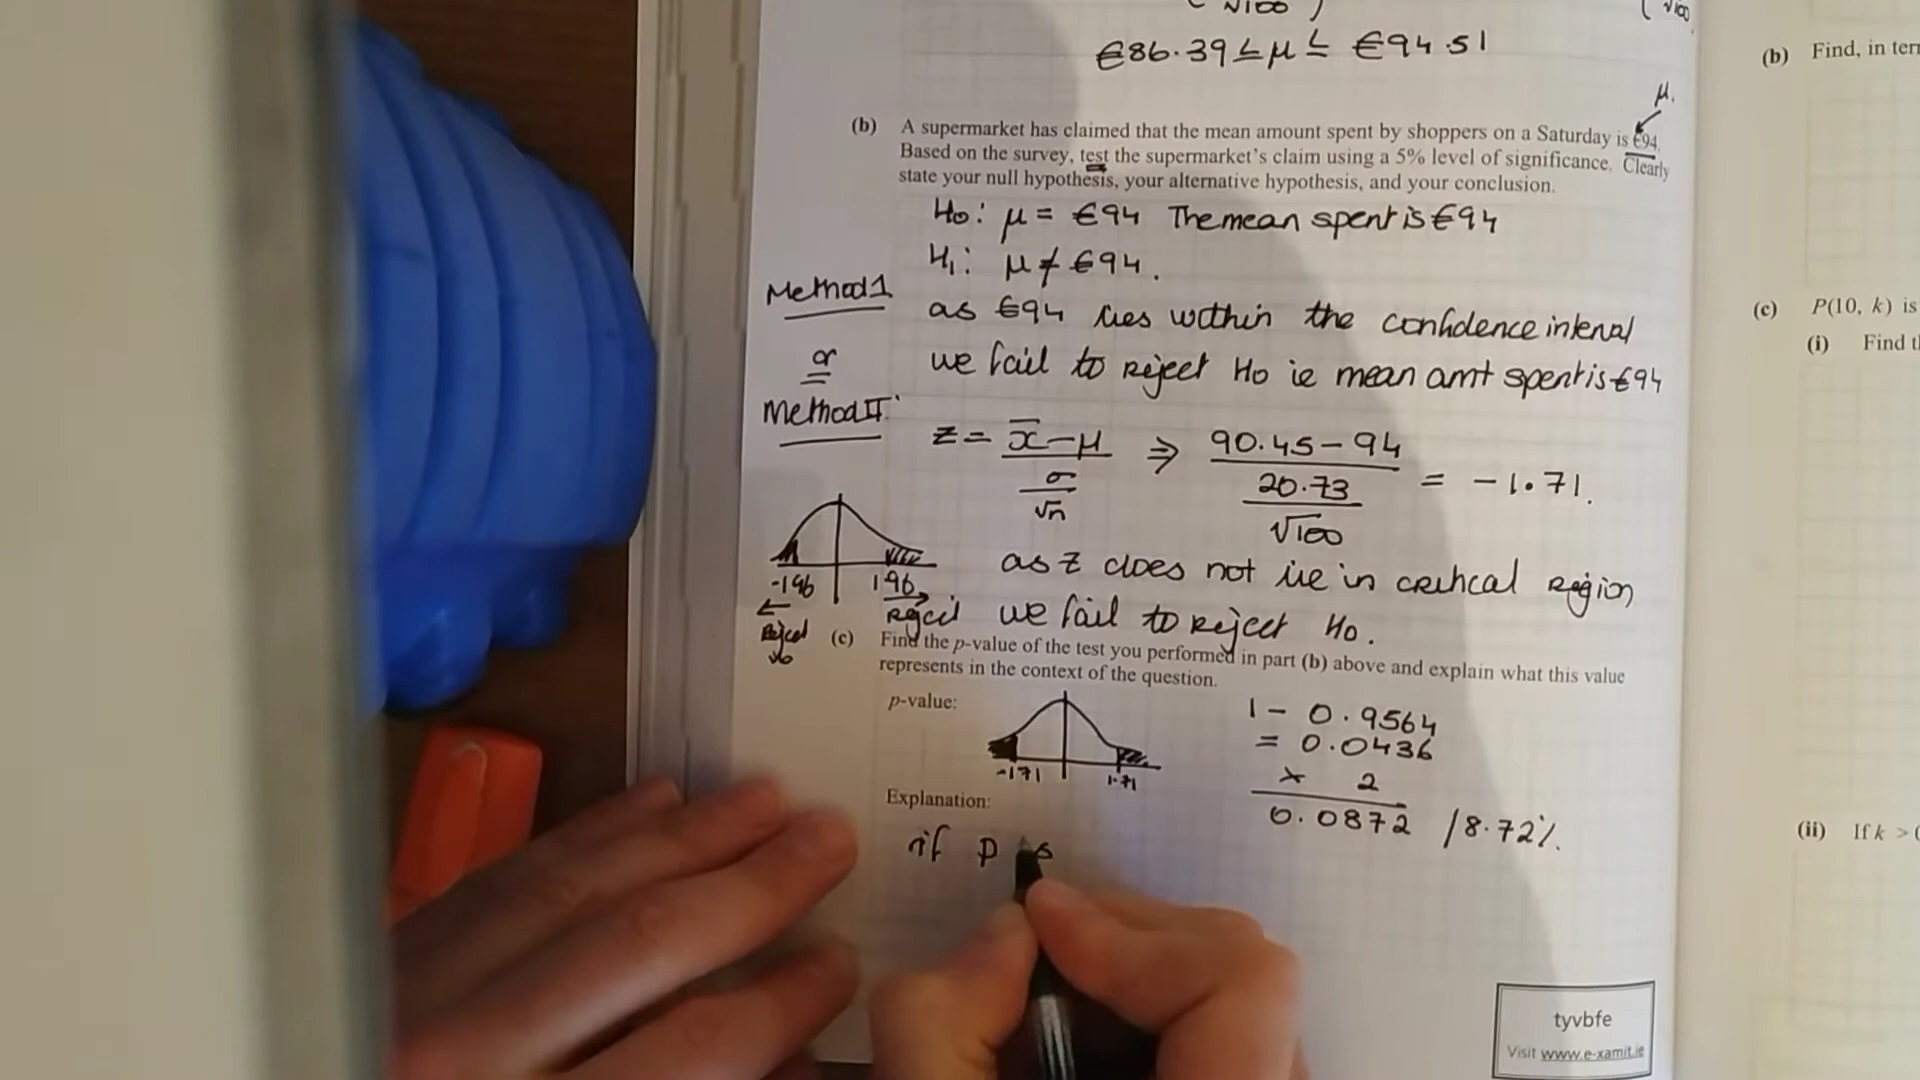 ( √100 ) ( √100
€86.39 ≤ μ ≤ €94.51
(b) Find, in ter
μ.
(b) A supermarket has claimed that the mean amount spent by shoppers on a Saturday is €94.
Based on the survey, test the supermarket's claim using a 5% level of significance. Clearly
state your null hypothesis, your alternative hypothesis, and your conclusion.
H0: μ = €94 The mean spent is €94
H1: μ ≠ €94.
Method 1
as €94 lies within the confidence interval
or
we fail to reject H0 ie mean amt spent is €94
Method II
z = x̄ - μ ⇒ 90.45 - 94 = -1.71.
σ 20.73
√n √100
-1.96 1.96
as z does not lie in critical region
Reject we fail to reject H0.
Reject
H0
(c) Find the p-value of the test you performed in part (b) above and explain what this value
represents in the context of the question.
p-value:
-1.71 1.71
1 - 0.9564
= 0.0436
× 2
0.0872 / 8.72%.
Explanation:
if p is
(c) P(10, k) is
(i) Find t
(ii) If k >
tyvbfe
Visit www.e-xamit.ie